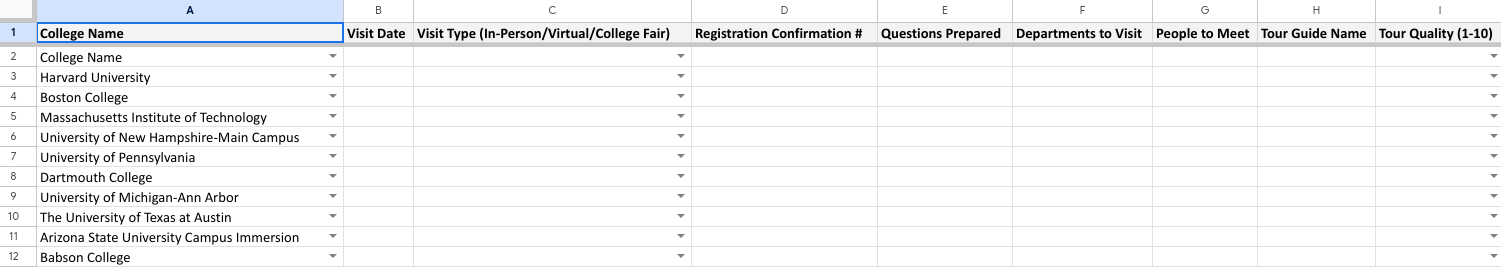 A B C D E F G H I
1 College Name Visit Date Visit Type (In-Person/Virtual/College Fair) Registration Confirmation # Questions Prepared Departments to Visit People to Meet Tour Guide Name Tour Quality (1-10)
2 College Name
3 Harvard University
4 Boston College
5 Massachusetts Institute of Technology
6 University of New Hampshire-Main Campus
7 University of Pennsylvania
8 Dartmouth College
9 University of Michigan-Ann Arbor
10 The University of Texas at Austin
11 Arizona State University Campus Immersion
12 Babson College